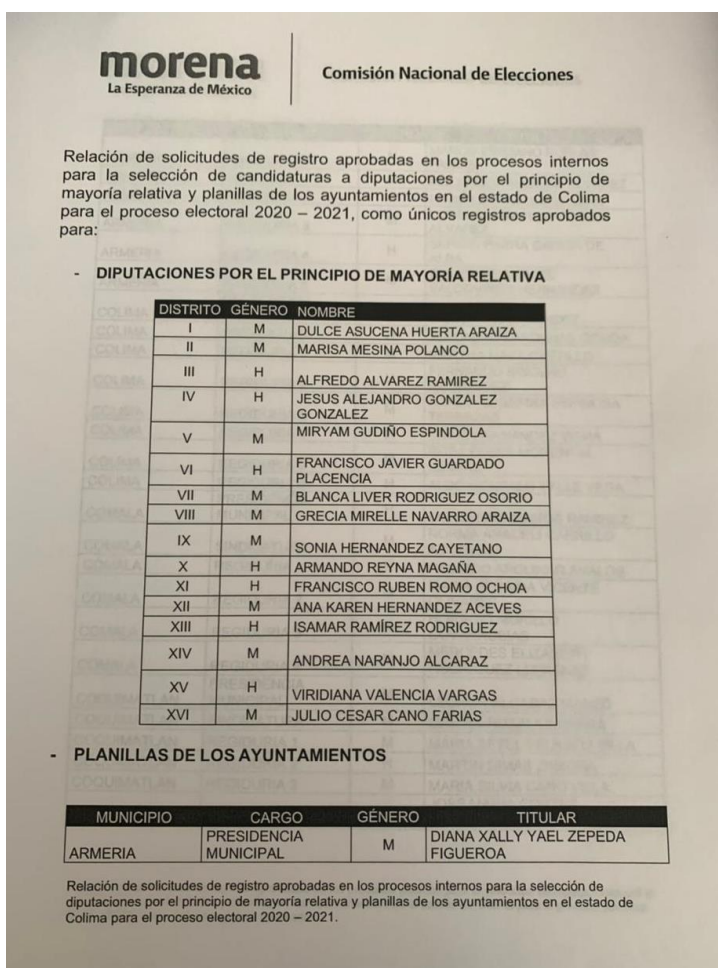 morena
La Esperanza de México
Comisión Nacional de Elecciones
Relación de solicitudes de registro aprobadas en los procesos internos
para la selección de candidaturas a diputaciones por el principio de
mayoría relativa y planillas de los ayuntamientos en el estado de Colima
para el proceso electoral 2020 – 2021, como únicos registros aprobados
para:
- DIPUTACIONES POR EL PRINCIPIO DE MAYORÍA RELATIVA
DISTRITO GÉNERO NOMBRE
I M DULCE ASUCENA HUERTA ARAIZA
II M MARISA MESINA POLANCO
III H ALFREDO ALVAREZ RAMIREZ
IV H JESUS ALEJANDRO GONZALEZ
GONZALEZ
V M MIRYAM GUDIÑO ESPINDOLA
VI H FRANCISCO JAVIER GUARDADO
PLACENCIA
VII M BLANCA LIVER RODRIGUEZ OSORIO
VIII M GRECIA MIRELLE NAVARRO ARAIZA
IX M SONIA HERNANDEZ CAYETANO
X H ARMANDO REYNA MAGAÑA
XI H FRANCISCO RUBEN ROMO OCHOA
XII M ANA KAREN HERNANDEZ ACEVES
XIII H ISAMAR RAMÍREZ RODRIGUEZ
XIV M ANDREA NARANJO ALCARAZ
XV H VIRIDIANA VALENCIA VARGAS
XVI M JULIO CESAR CANO FARIAS
- PLANILLAS DE LOS AYUNTAMIENTOS
MUNICIPIO CARGO GÉNERO TITULAR
ARMERIA PRESIDENCIA MUNICIPAL M DIANA XALLY YAEL ZEPEDA
FIGUEROA
Relación de solicitudes de registro aprobadas en los procesos internos para la selección de
diputaciones por el principio de mayoría relativa y planillas de los ayuntamientos en el estado de
Colima para el proceso electoral 2020 – 2021.